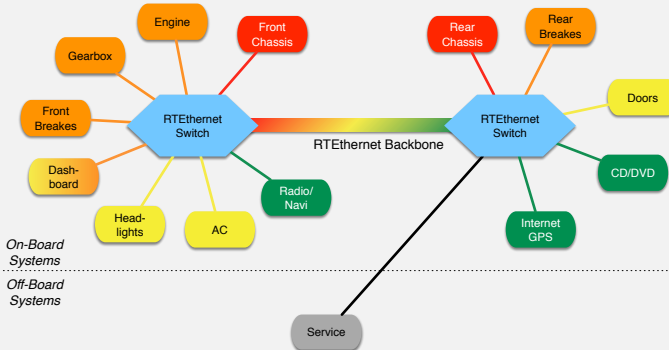 Engine
Front
Chassis
Rear
Chassis
Rear
Breakes
Gearbox
Doors
Front
Breakes
RTEthernet
Switch
RTEthernet
Switch
RTEthernet Backbone
Dash-
board
CD/DVD
Radio/
Navi
Head-
lights
AC
Internet
GPS
On-Board
Systems
Off-Board
Systems
Service